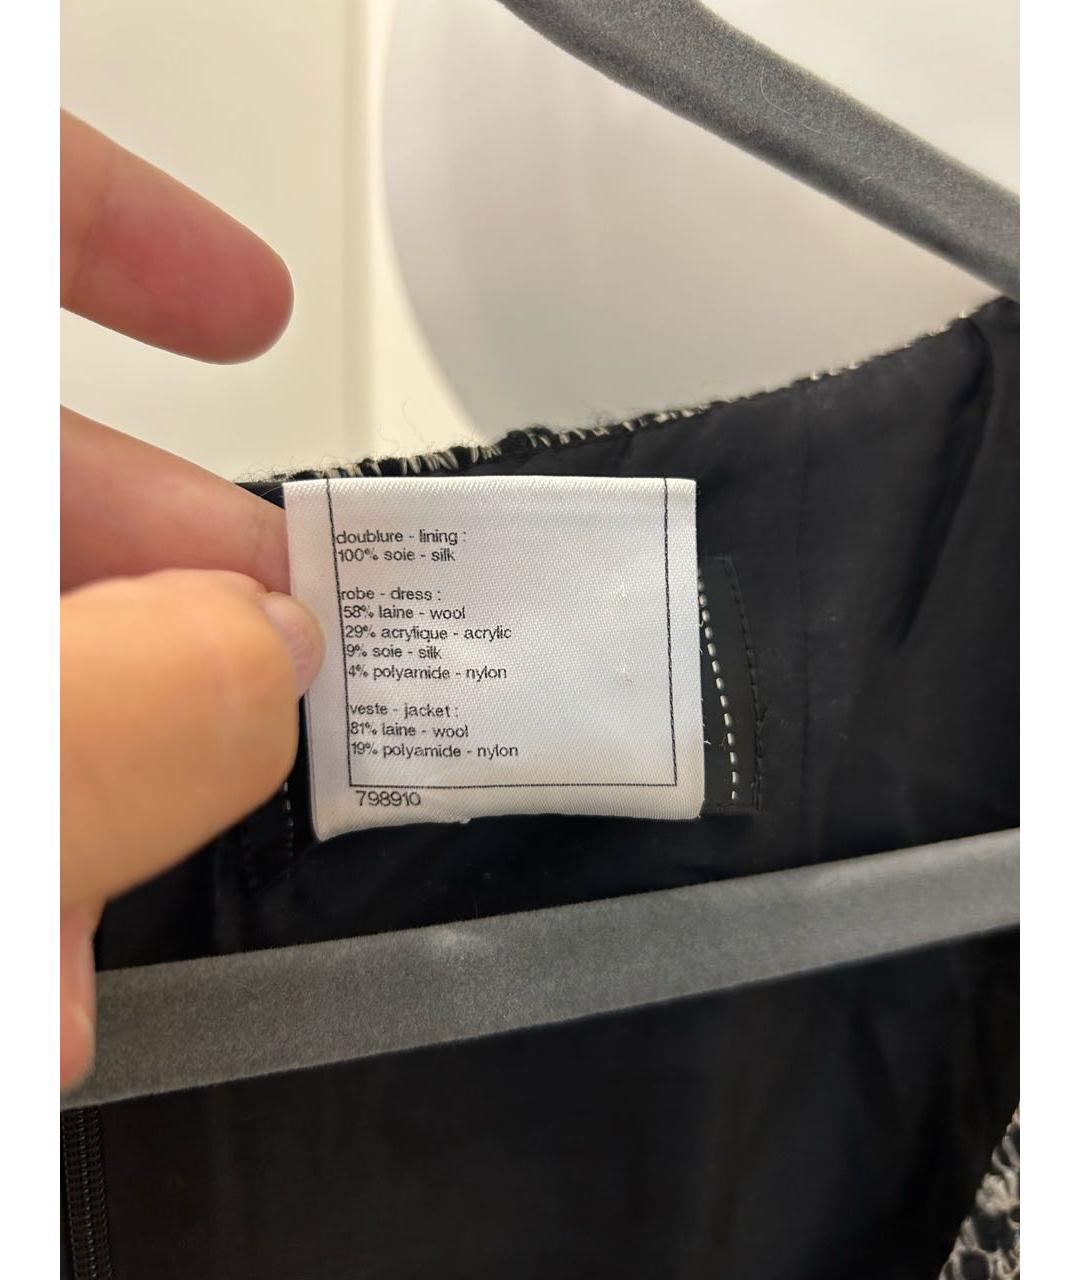 doublure - lining :
100% soie - silk
robe - dress :
58% laine - wool
29% acrylique - acrylic
9% soie - silk
4% polyamide - nylon
veste - jacket :
81% laine - wool
19% polyamide - nylon
798910